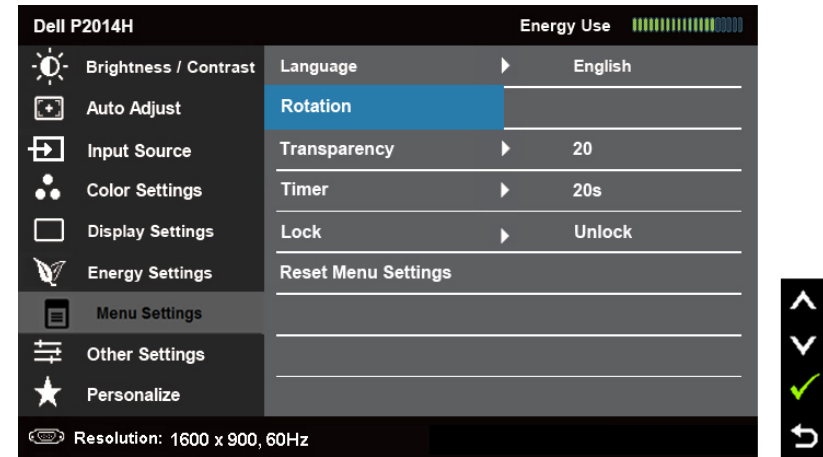 Dell P2014H Energy Use
Brightness / Contrast Language English
Auto Adjust Rotation
Input Source Transparency 20
Color Settings Timer 20s
Display Settings Lock Unlock
Energy Settings Reset Menu Settings
Menu Settings
Other Settings
Personalize
Resolution: 1600 x 900, 60Hz